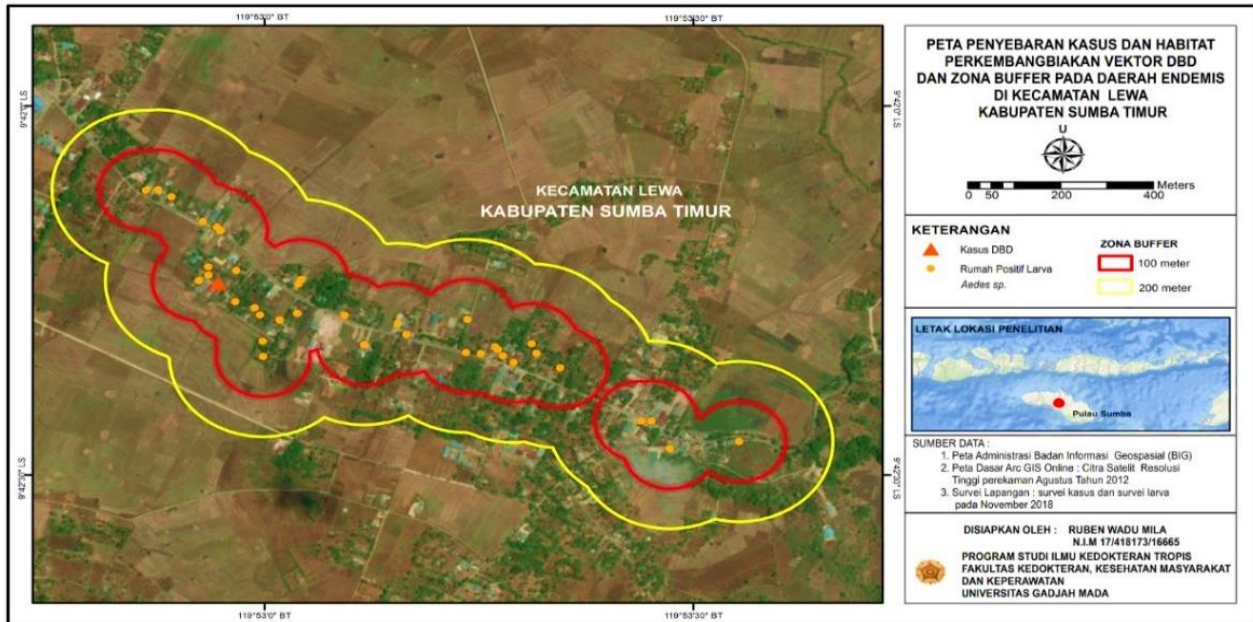 119°53'0" BT
119°53'30" BT
9°42'0" LS
9°42'30" LS
KECAMATAN LEWA
KABUPATEN SUMBA TIMUR
9°42'0" LS
9°42'30" LS
119°53'0" BT
119°53'30" BT
PETA PENYEBARAN KASUS DAN HABITAT
PERKEMBANGBIAKAN VEKTOR DBD
DAN ZONA BUFFER PADA DAERAH ENDEMIS
DI KECAMATAN LEWA
KABUPATEN SUMBA TIMUR
U
Meters
0 50 200 400
KETERANGAN
Kasus DBD
Rumah Positif Larva
Aedes sp.
ZONA BUFFER
100 meter
200 meter
LETAK LOKASI PENELITIAN
Pulau Sumba
SUMBER DATA :
1. Peta Administrasi Badan Informasi Geospasial (BIG)
2. Peta Dasar Arc GIS Online : Citra Satelit Resolusi
Tinggi perekaman Agustus Tahun 2012
3. Survei Lapangan : survei kasus dan survei larva
pada November 2018
DISIAPKAN OLEH : RUBEN WADU MILA
N.I.M 17/418173/16665
PROGRAM STUDI ILMU KEDOKTERAN TROPIS
FAKULTAS KEDOKTERAN, KESEHATAN MASYARAKAT
DAN KEPERAWATAN
UNIVERSITAS GADJAH MADA